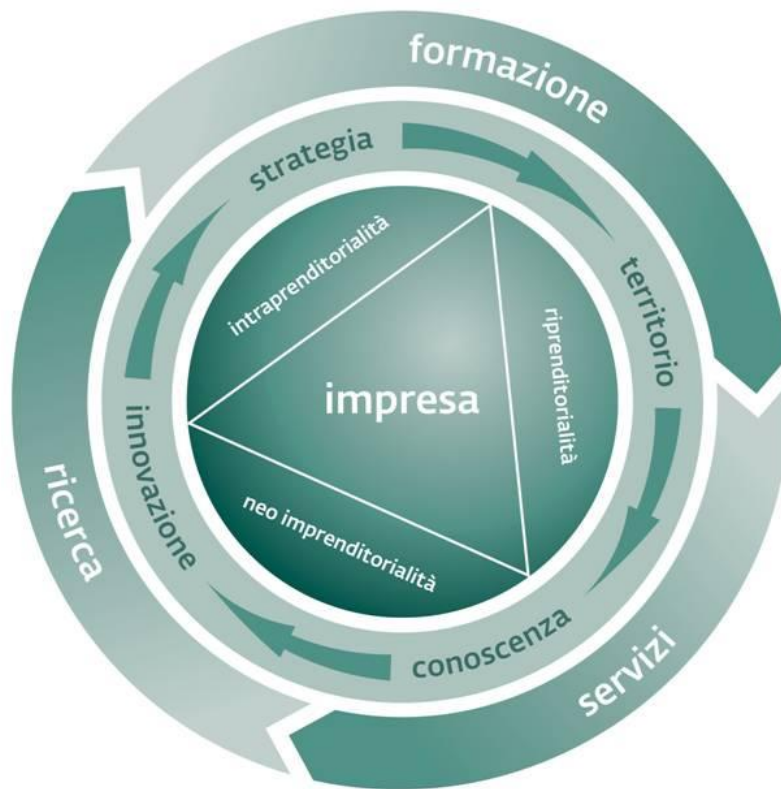 formazione
strategia
territorio
intraprenditorialità
riprenditorialità
impresa
innovazione
ricerca
neo imprenditorialità
conoscenza
servizi